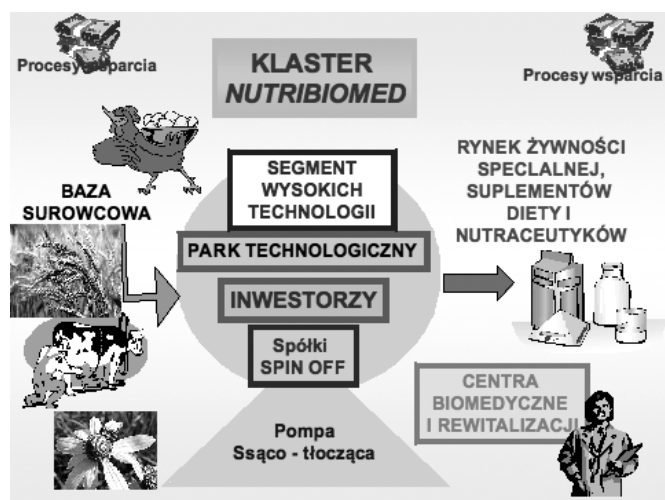 Procesy wsparcia
KLASTER
NUTRIBIOMED
Procesy wsparcia
BAZA
SUROWCOWA
SEGMENT
WYSOKICH
TECHNOLOGII
PARK TECHNOLOGICZNY
INWESTORZY
Spółki
SPIN OFF
Pompa
Ssąco - tłocząca
RYNEK ŻYWNOŚCI
SPECLALNEJ,
SUPLEMENTÓW
DIETY I
NUTRACEUTYKÓW
CENTRA
BIOMEDYCZNE
I REWITALIZACJI